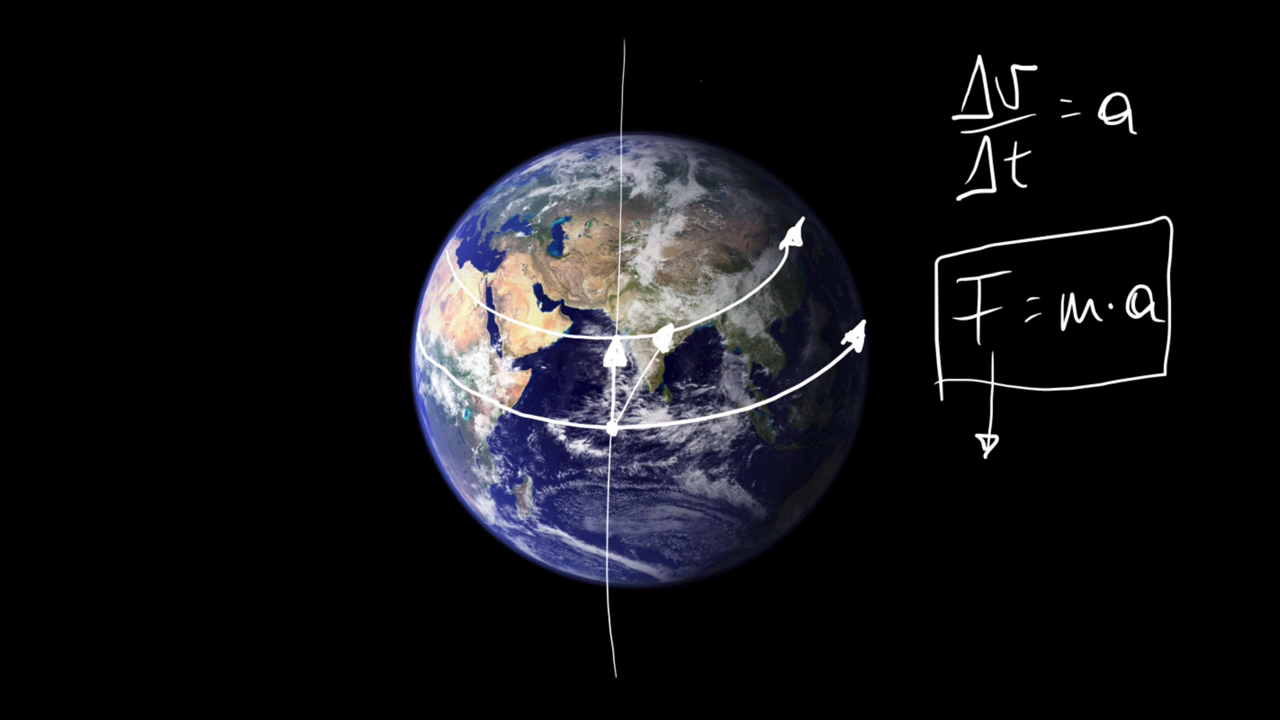 Δv/Δt = a
F = m·a